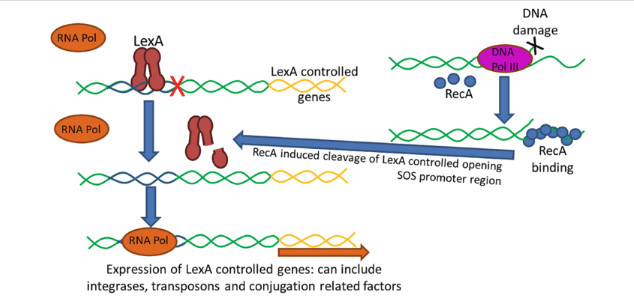 RNA Pol
LexA
LexA controlled
genes
DNA
damage
DNA
Pol III
RecA
RNA Pol
RecA induced cleavage of LexA controlled opening
SOS promoter region
RecA
binding
RNA Pol
Expression of LexA controlled genes: can include
integrases, transposons and conjugation related factors